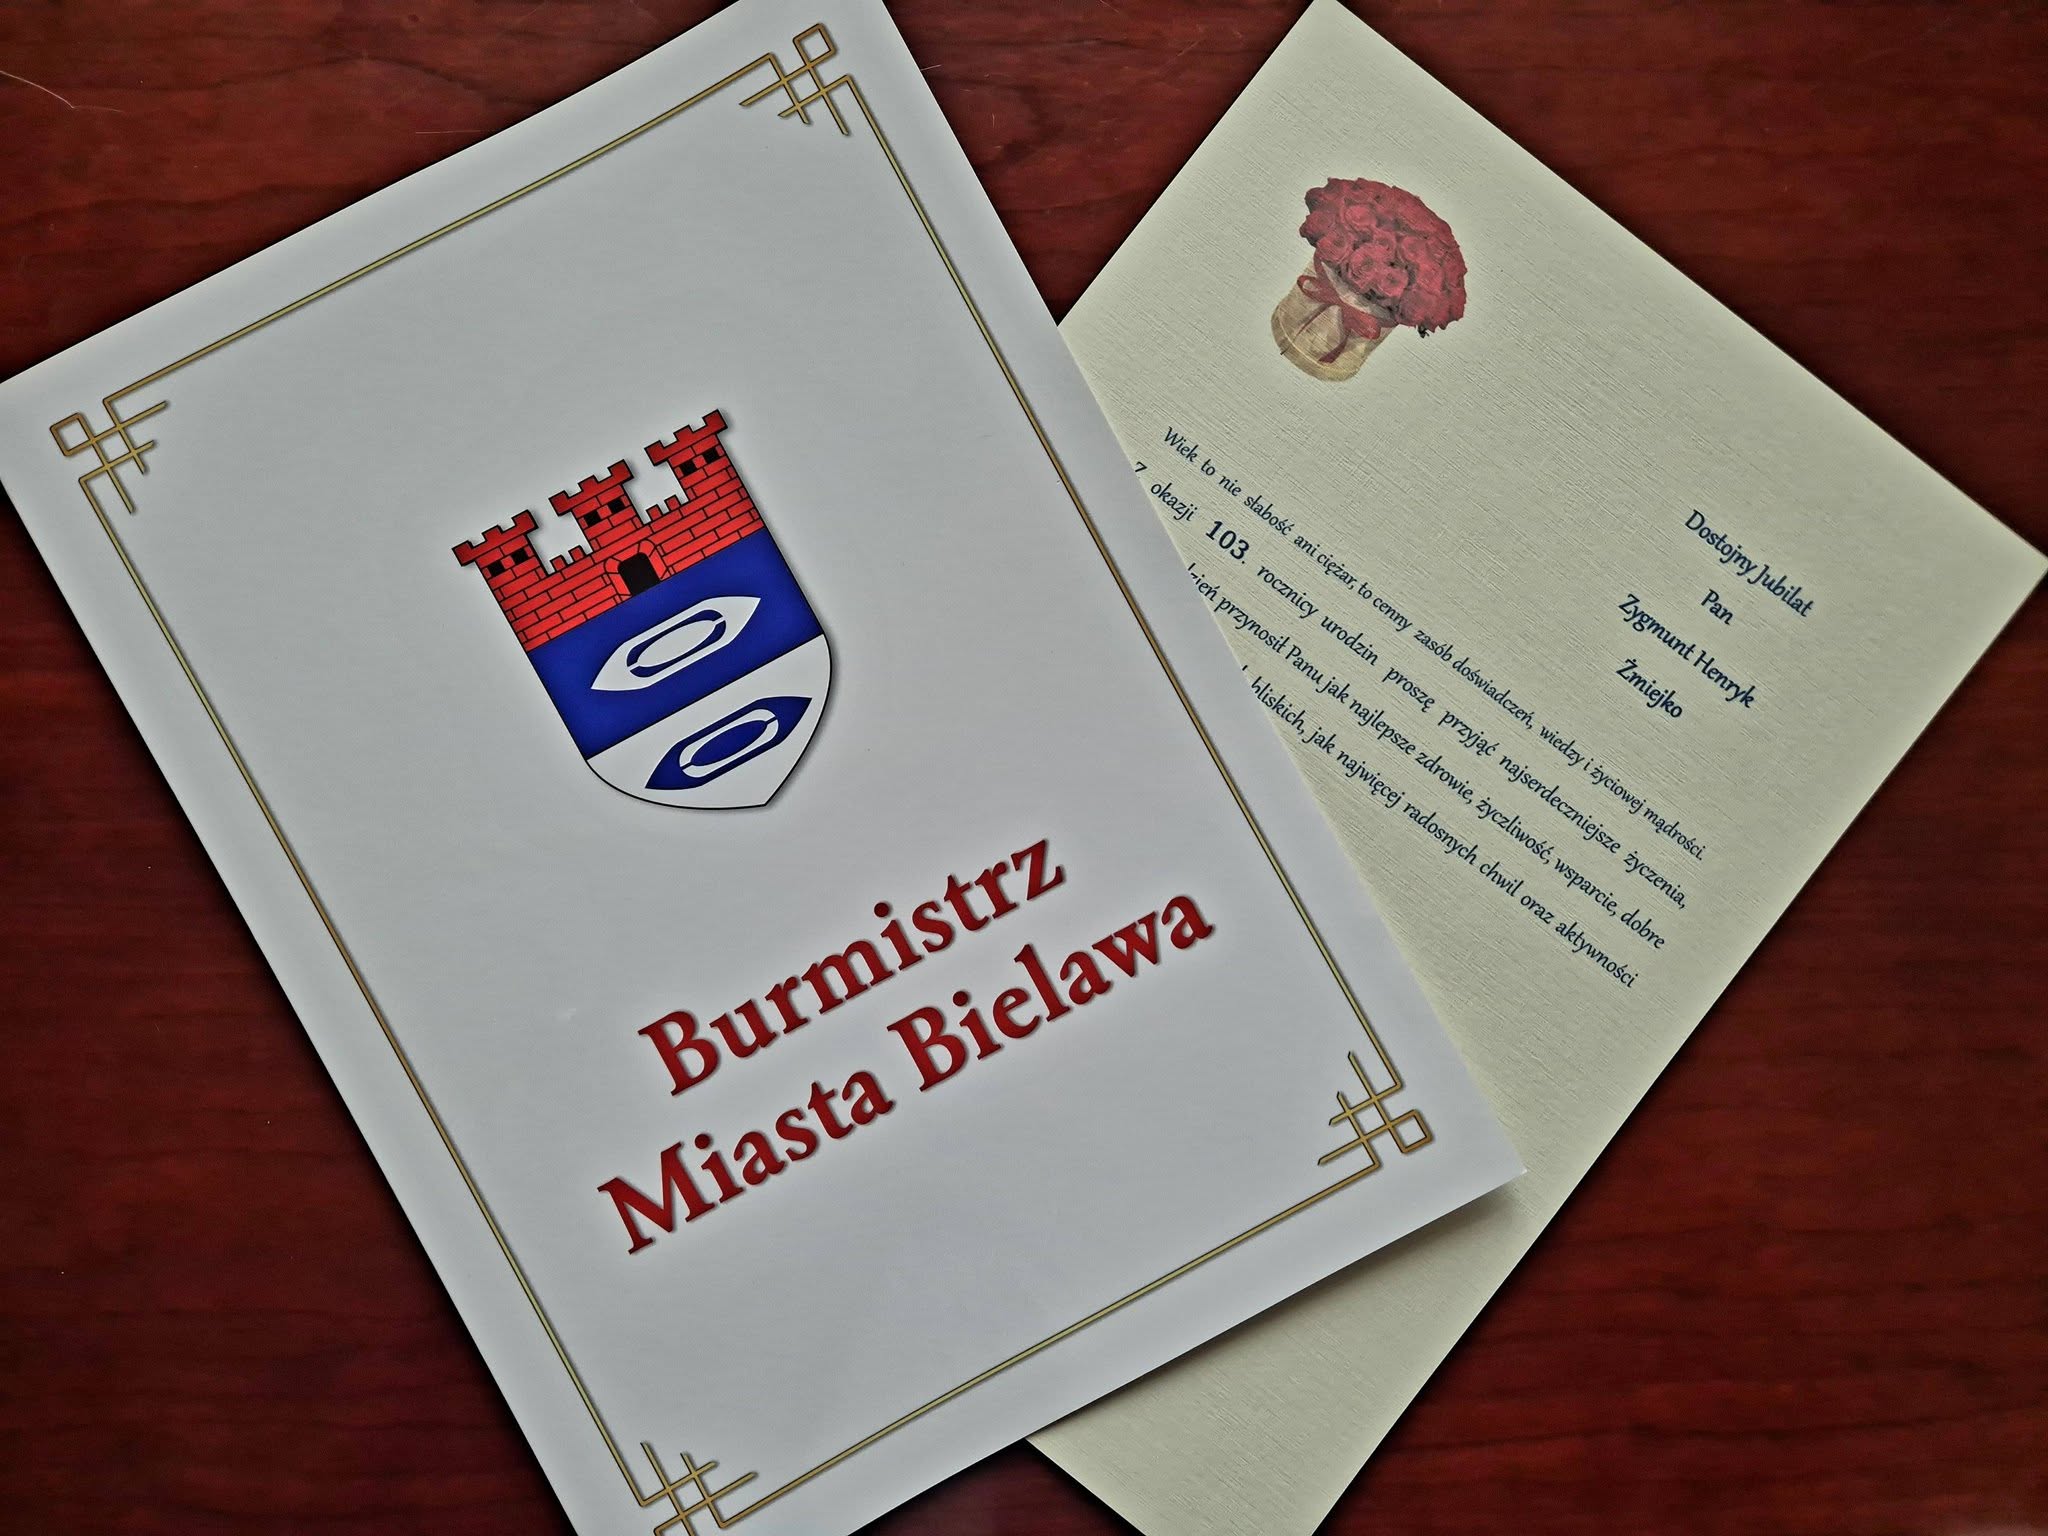 Burmistrz
Miasta Bielawa
Dostojny Jubilat
Pan
Zygmunt Henryk
Żmiejko
Wiek to nie słabość ani ciężar, to cenny zasób doświadczeń, wiedzy i życiowej mądrości.
Z okazji 103. rocznicy urodzin proszę przyjąć najserdeczniejsze życzenia,
przynosił Panu jak najlepsze zdrowie, życzliwość, wsparcie, dobre
bliskich, jak najwięcej radosnych chwil oraz aktywności